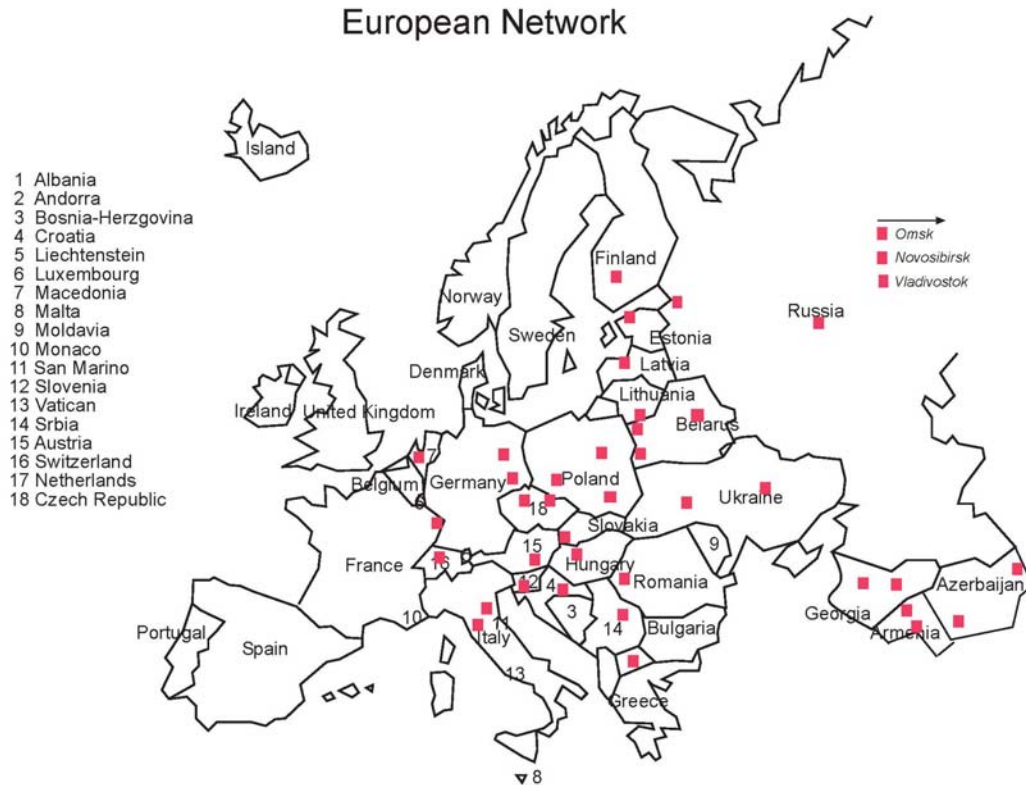 European Network
Island
1 Albania
2 Andorra
3 Bosnia-Herzgovina
4 Croatia
5 Liechtenstein
6 Luxembourg
7 Macedonia
8 Malta
9 Moldavia
10 Monaco
11 San Marino
12 Slovenia
13 Vatican
14 Srbia
15 Austria
16 Switzerland
17 Netherlands
18 Czech Republic
Omsk
Novosibirsk
Vladivostok
Finland
Norway
Russia
Sweden
Estonia
Latvia
Denmark
Lithuania
Ireland
United Kingdom
Belarus
7
Belgium
Germany
Poland
Ukraine
6
18
Slovakia
9
15
France
16
Hungary
Romania
Azerbaijan
12
4
Georgia
3
10
11
14
Bulgaria
Armenia
Portugal
Italy
Spain
13
Greece
8